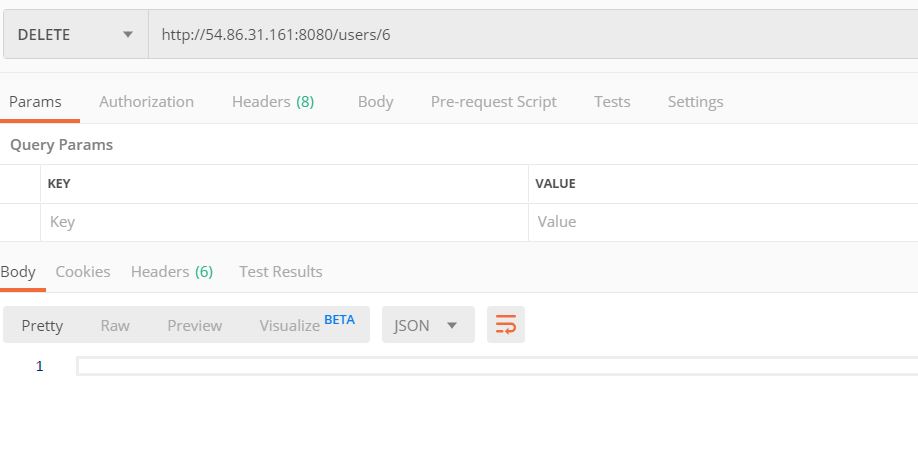 DELETE http://54.86.31.161:8080/users/6
Params Authorization Headers (8) Body Pre-request Script Tests Settings
Query Params
KEY VALUE
Key Value
Body Cookies Headers (6) Test Results
Pretty Raw Preview Visualize BETA JSON
1